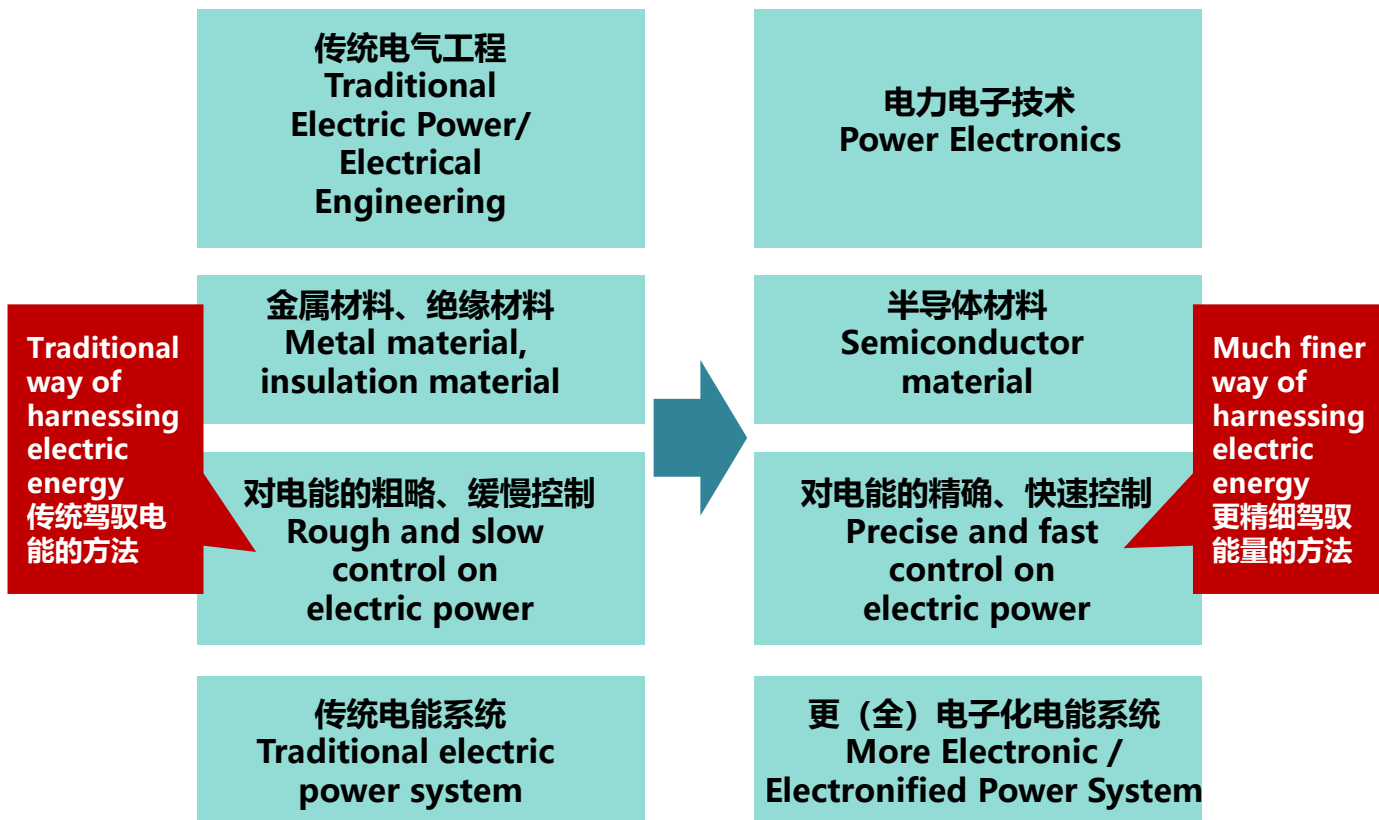 传统电气工程
Traditional
Electric Power/
Electrical
Engineering
电力电子技术
Power Electronics
金属材料、绝缘材料
Metal material,
insulation material
半导体材料
Semiconductor
material
Traditional
way of
harnessing
electric
energy
传统驾驭电
能的方法
Much finer
way of
harnessing
electric
energy
更精细驾驭
能量的方法
对电能的粗略、缓慢控制
Rough and slow
control on
electric power
对电能的精确、快速控制
Precise and fast
control on
electric power
传统电能系统
Traditional electric
power system
更（全）电子化电能系统
More Electronic /
Electronified Power System